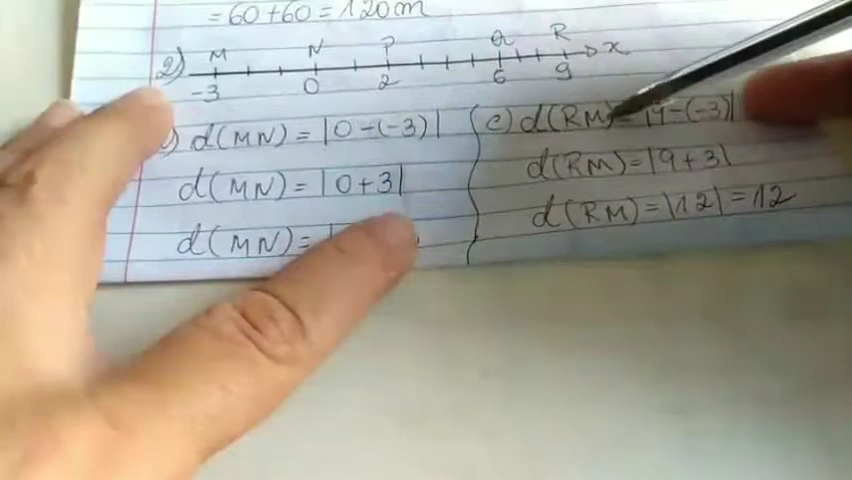 = 60+60 = 120m
2) M N P Q R x
-3 0 2 6 9
) d(MN) = |0-(-3)|
d(MN) = |0+3|
d(MN) = |
c) d(RM) = |9-(-3)|
d(RM) = |9+3|
d(RM) = |12| = 12